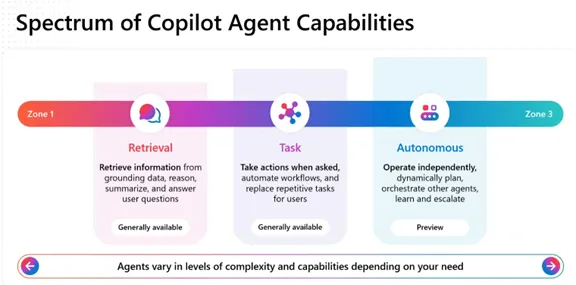 Spectrum of Copilot Agent Capabilities
Zone 1
Zone 3
Retrieval
Retrieve information from
grounding data, reason,
summarize, and answer
user questions
Generally available
Task
Take actions when asked,
automate workflows, and
replace repetitive tasks
for users
Generally available
Autonomous
Operate independently,
dynamically plan,
orchestrate other agents,
learn and escalate
Preview
Agents vary in levels of complexity and capabilities depending on your need